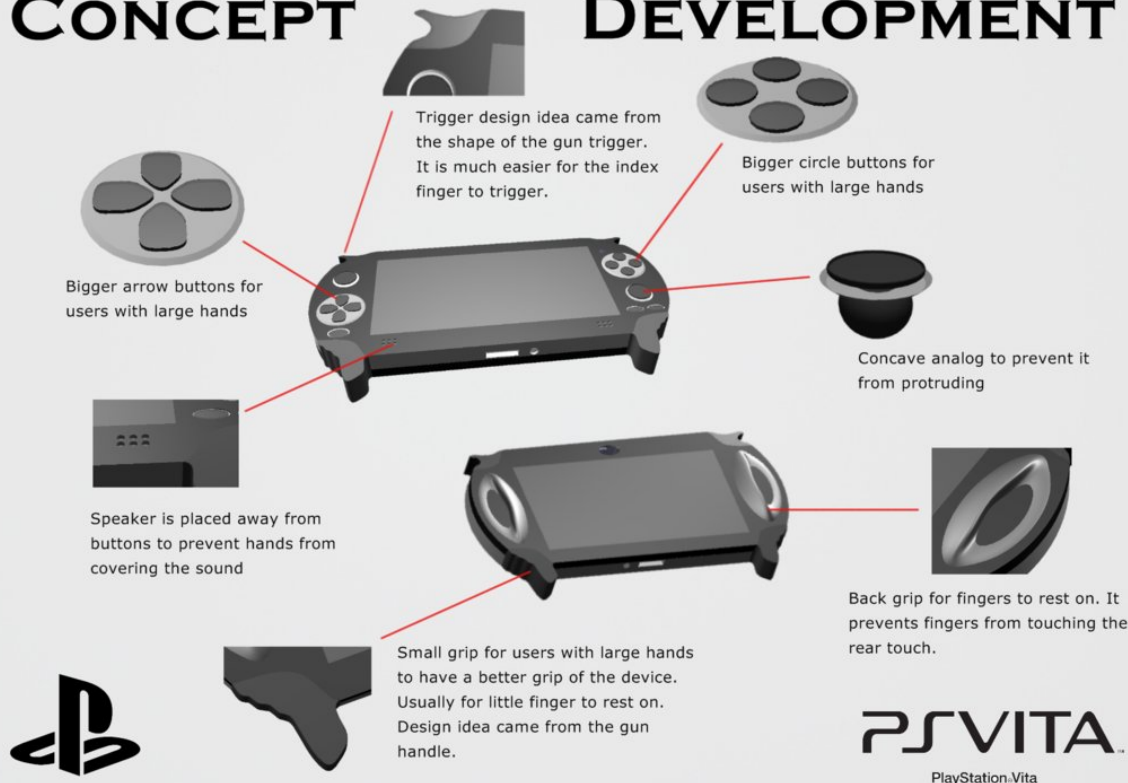 CONCEPT DEVELOPMENT
Trigger design idea came from
the shape of the gun trigger.
It is much easier for the index
finger to trigger.
Bigger circle buttons for
users with large hands
Bigger arrow buttons for
users with large hands
Concave analog to prevent it
from protruding
Speaker is placed away from
buttons to prevent hands from
covering the sound
Back grip for fingers to rest on. It
prevents fingers from touching the
rear touch.
Small grip for users with large hands
to have a better grip of the device.
Usually for little finger to rest on.
Design idea came from the gun
handle.
PSVITA
PlayStation Vita